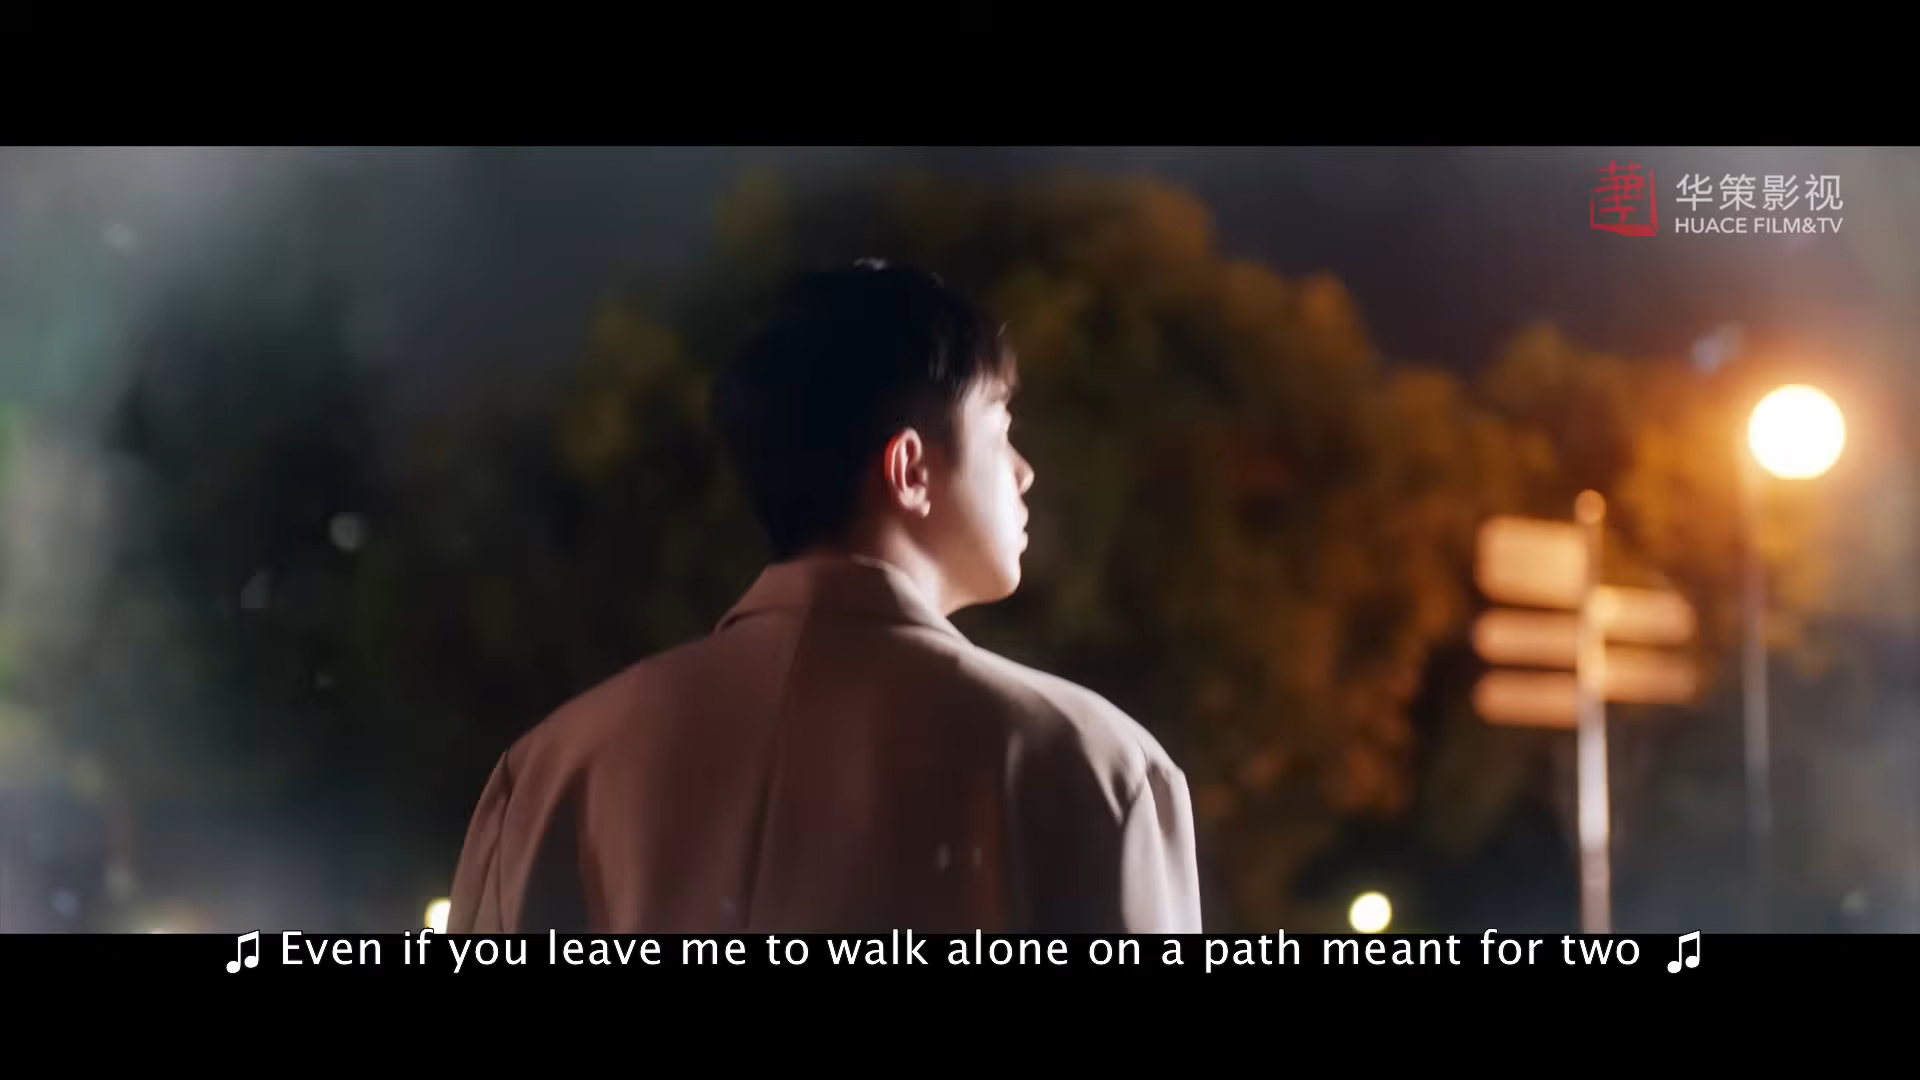 華
华策影视
HUACE FILM&TV
♫ Even if you leave me to walk alone on a path meant for two ♫